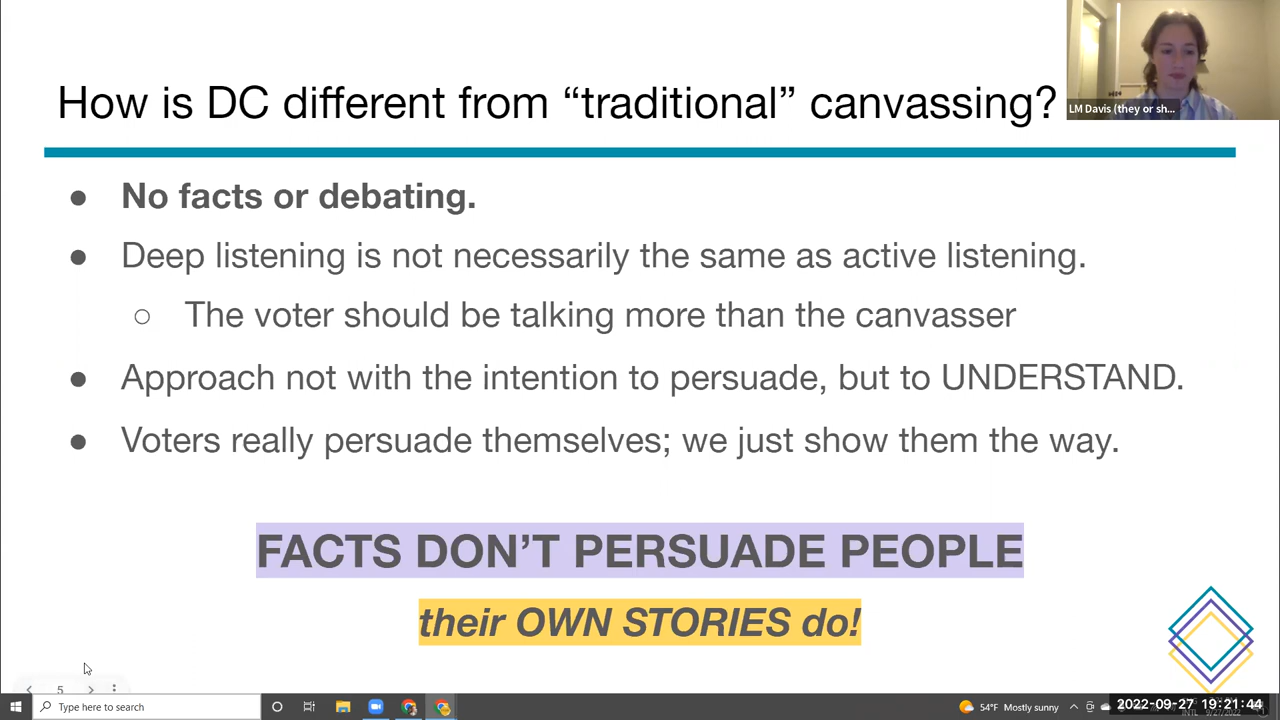 How is DC different from “traditional” canvassing?
LM Davis (they or sh...
● No facts or debating.
● Deep listening is not necessarily the same as active listening.
○ The voter should be talking more than the canvasser
● Approach not with the intention to persuade, but to UNDERSTAND.
● Voters really persuade themselves; we just show them the way.
FACTS DON’T PERSUADE PEOPLE
their OWN STORIES do!
5
Type here to search
54°F Mostly sunny
2022-09-27 19:21:44
INTL 9/27/2022